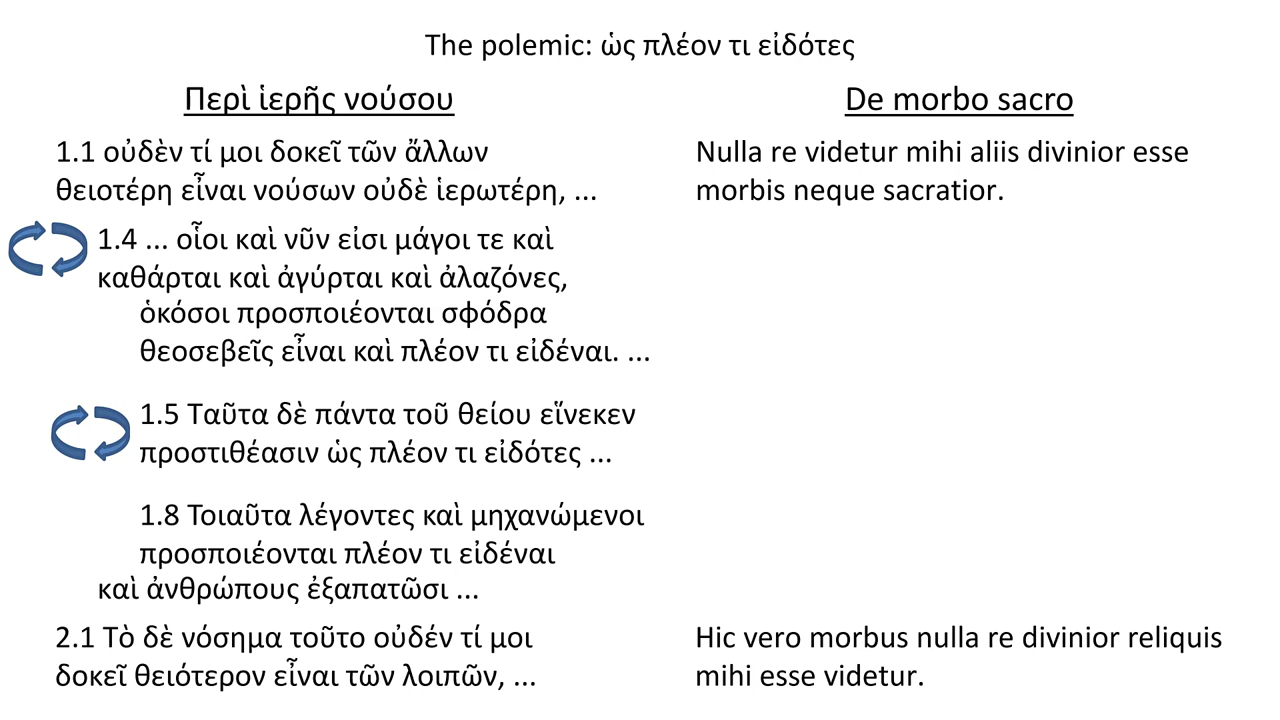 The polemic: ὡς πλέον τι εἰδότες
Περὶ ἱερῆς νούσου
De morbo sacro
1.1 οὐδὲν τί μοι δοκεῖ τῶν ἄλλων
θειοτέρη εἶναι νούσων οὐδὲ ἱερωτέρη, ...
Nulla re videtur mihi aliis divinior esse
morbis neque sacratior.
1.4 ... οἷοι καὶ νῦν εἰσι μάγοι τε καὶ
καθάρται καὶ ἀγύρται καὶ ἀλαζόνες,
ὁκόσοι προσποιέονται σφόδρα
θεοσεβεῖς εἶναι καὶ πλέον τι εἰδέναι. ...
1.5 Ταῦτα δὲ πάντα τοῦ θείου εἵνεκεν
προστιθέασιν ὡς πλέον τι εἰδότες ...
1.8 Τοιαῦτα λέγοντες καὶ μηχανώμενοι
προσποιέονται πλέον τι εἰδέναι
καὶ ἀνθρώπους ἐξαπατῶσι ...
2.1 Τὸ δὲ νόσημα τοῦτο οὐδέν τί μοι
δοκεῖ θειότερον εἶναι τῶν λοιπῶν, ...
Hic vero morbus nulla re divinior reliquis
mihi esse videtur.